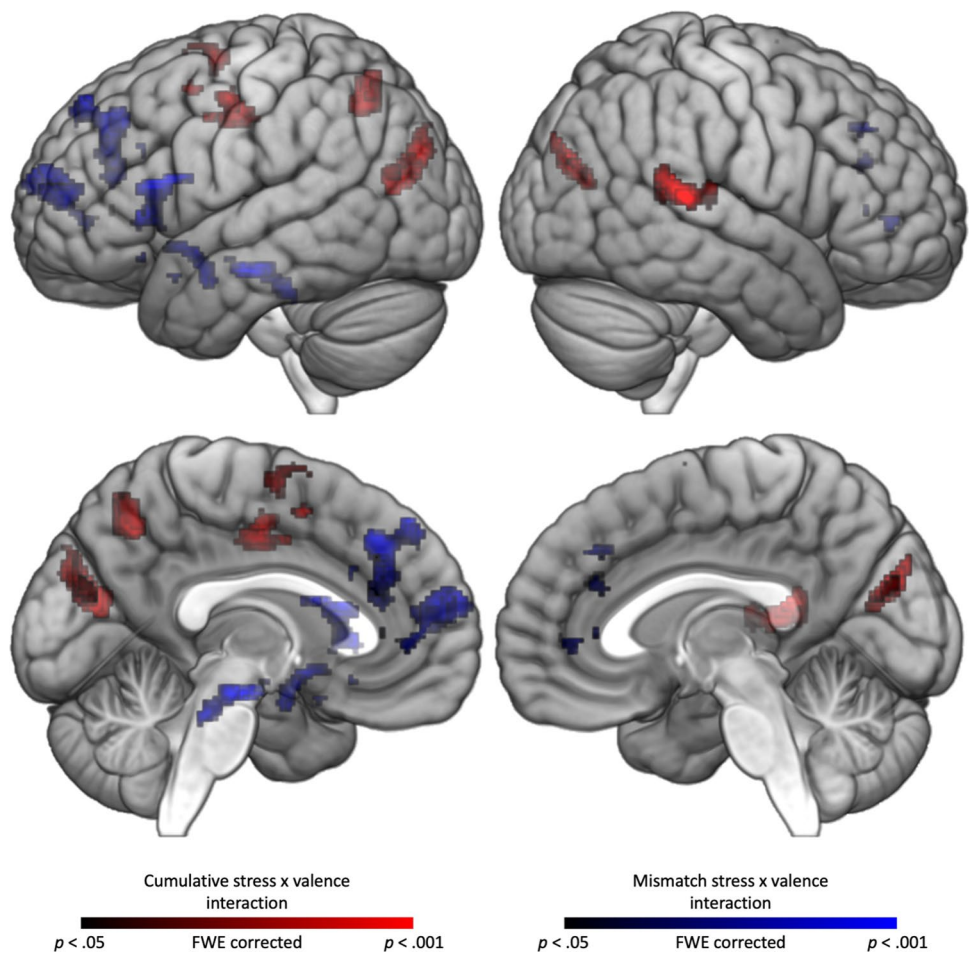 Cumulative stress x valence
interaction
p < .05 FWE corrected p < .001
Mismatch stress x valence
interaction
p < .05 FWE corrected p < .001